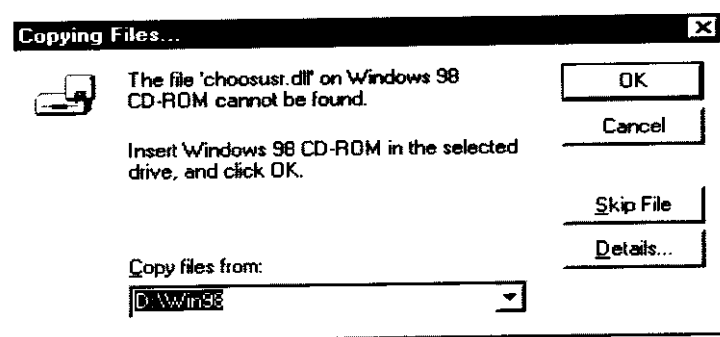 Copying Files...
The file 'choosusr.dll' on Windows 98
CD-ROM cannot be found.
Insert Windows 98 CD-ROM in the selected
drive, and click OK.
Copy files from:
D:\Win98
OK
Cancel
Skip File
Details...